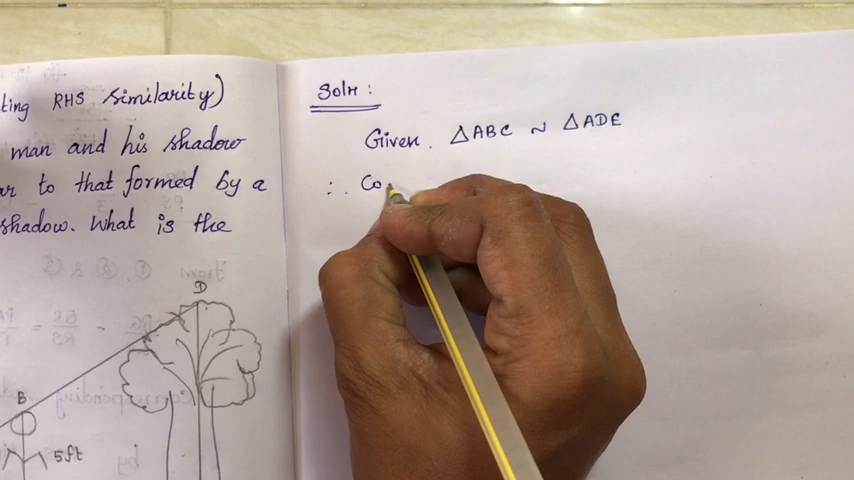 ting RHS similarity)
man and his shadow
ar to that formed by a
shadow. What is the
D
B
5ft
Soln :
Given. △ABC ~ △ADE
∴ Co